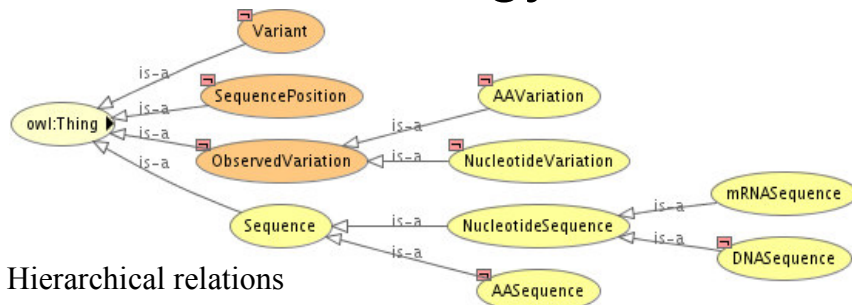 gy
Variant
is-a
is-a
SequencePosition
AAVariation
is-a
owl:Thing
is-a
ObservedVariation
is-a
NucleotideVariation
is-a
mRNASequence
is-a
Sequence
is-a
NucleotideSequence
is-a
DNASequence
is-a
AASequence
Hierarchical relations